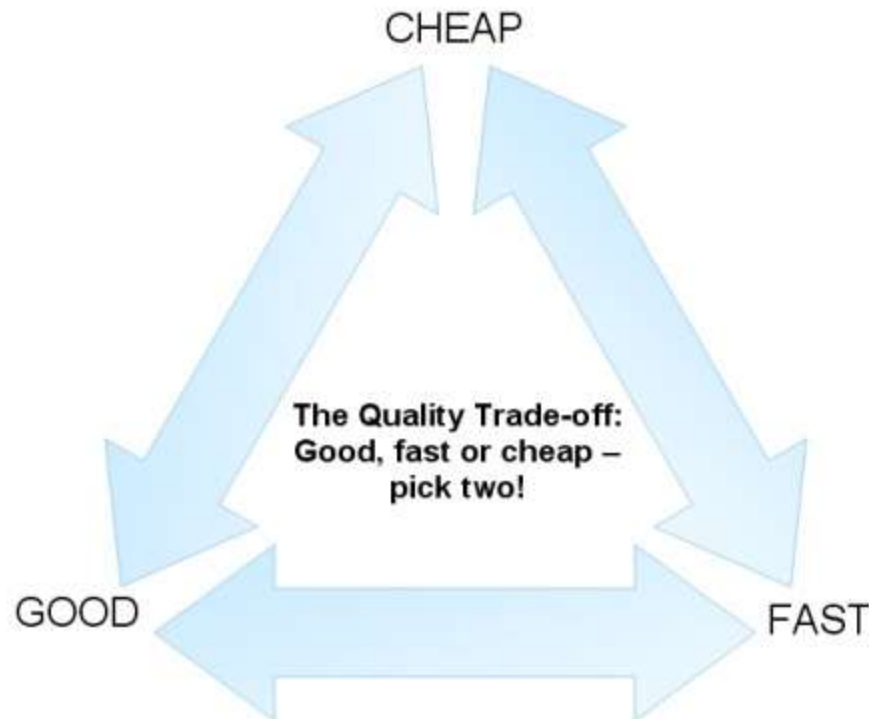 CHEAP
The Quality Trade-off:
Good, fast or cheap –
pick two!
GOOD
FAST